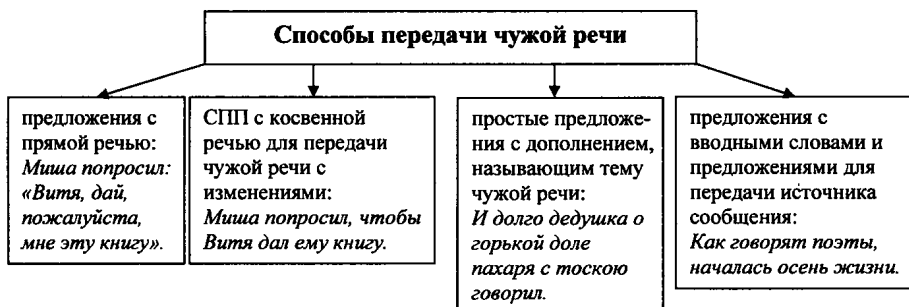 Способы передачи чужой речи
предложения с
прямой речью:
Миша попросил:
«Витя, дай,
пожалуйста,
мне эту книгу».
СПП с косвенной
речью для передачи
чужой речи с
изменениями:
Миша попросил, чтобы
Витя дал ему книгу.
простые предложе-
ния с дополнением,
называющим тему
чужой речи:
И долго дедушка о
горькой доле
пахаря с тоскою
говорил.
предложения с
вводными словами и
предложениями для
передачи источника
сообщения:
Как говорят поэты,
началась осень жизни.